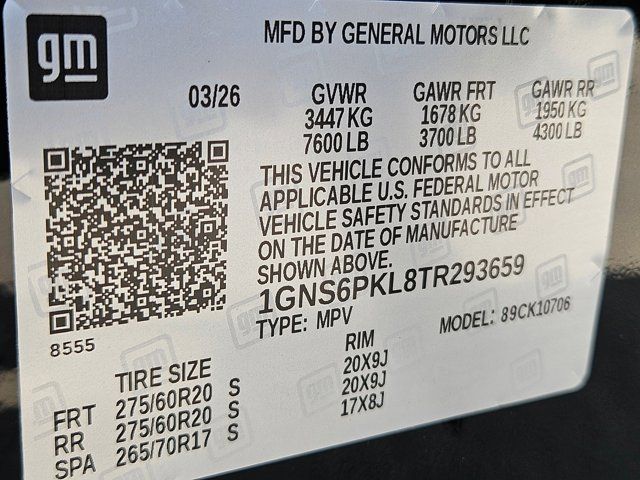 gm
MFD BY GENERAL MOTORS LLC
03/26 GVWR GAWR FRT GAWR RR
3447 KG 1678 KG 1950 KG
7600 LB 3700 LB 4300 LB
THIS VEHICLE CONFORMS TO ALL
APPLICABLE U.S. FEDERAL MOTOR
VEHICLE SAFETY STANDARDS IN EFFECT
ON THE DATE OF MANUFACTURE
SHOWN ABOVE.
1GNS6PKL8TR293659
TYPE: MPV MODEL: 89CK10706
8555
TIRE SIZE RIM
FRT 275/60R20 S 20X9J
RR 275/60R20 S 20X9J
SPA 265/70R17 S 17X8J